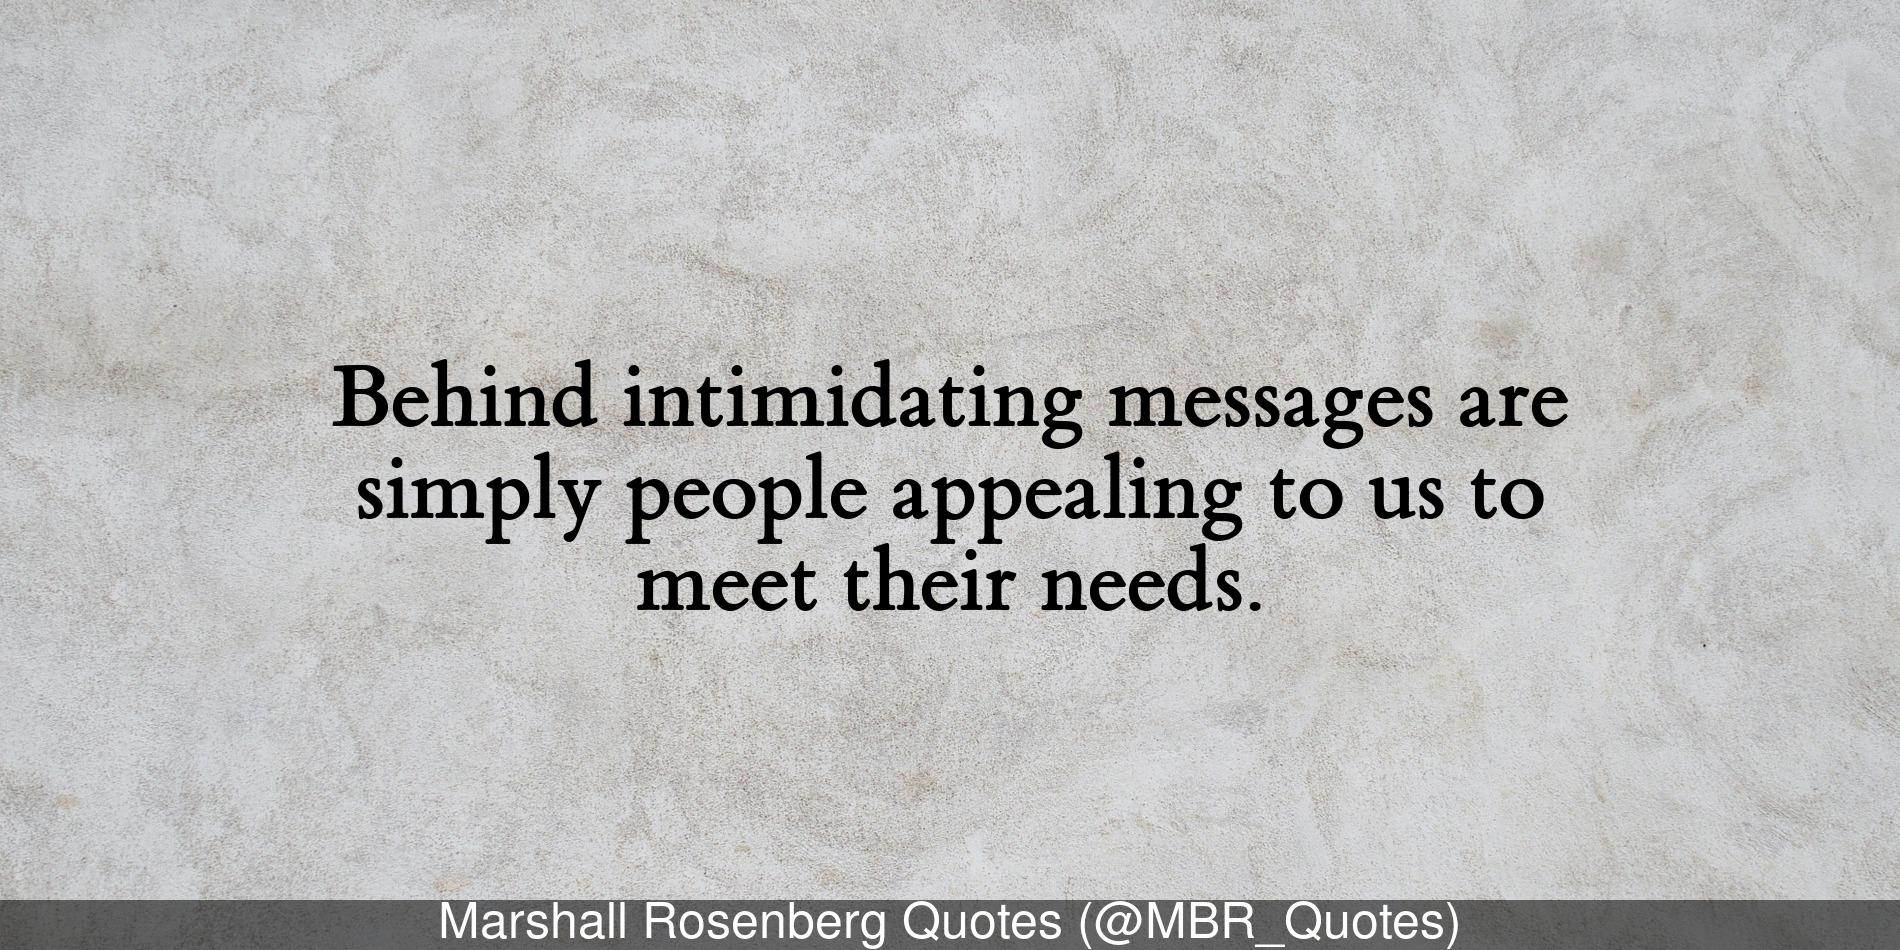 Behind intimidating messages are
simply people appealing to us to
meet their needs.
Marshall Rosenberg Quotes (@MBR_Quotes)